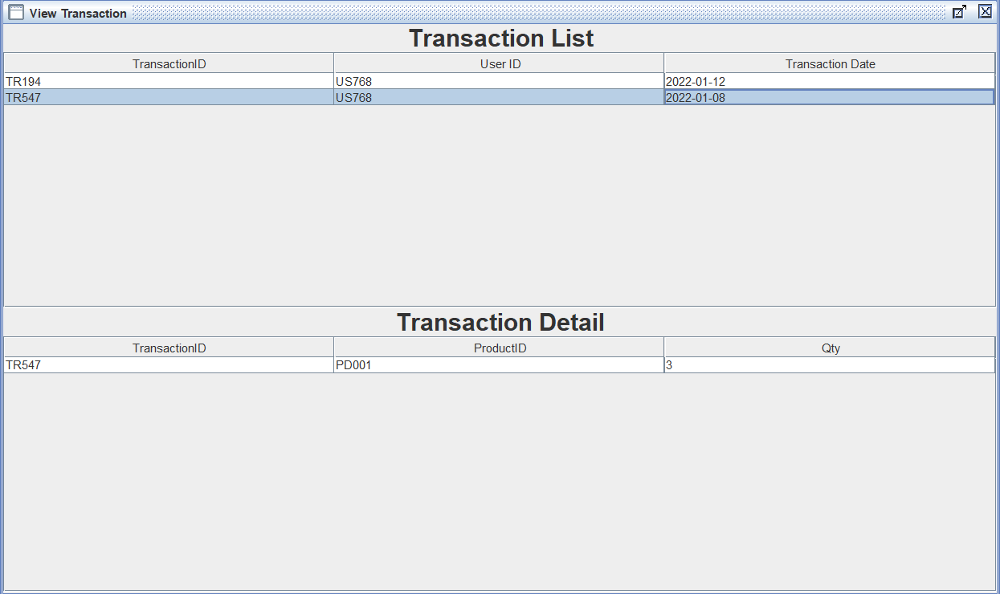 View Transaction
Transaction List
TransactionID User ID Transaction Date
TR194 US768 2022-01-12
TR547 US768 2022-01-08
Transaction Detail
TransactionID ProductID Qty
TR547 PD001 3